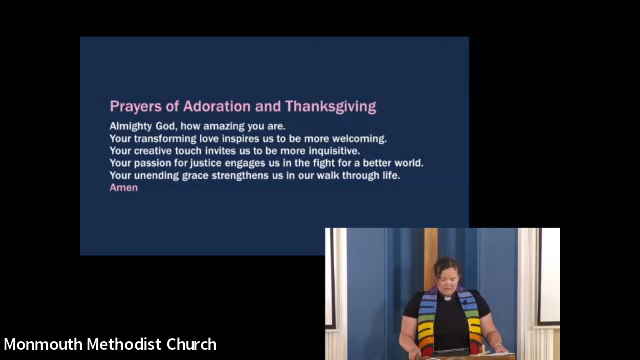 Prayers of Adoration and Thanksgiving
Almighty God, how amazing you are.
Your transforming love inspires us to be more welcoming.
Your creative touch invites us to be more inquisitive.
Your passion for justice engages us in the fight for a better world.
Your unending grace strengthens us in our walk through life.
Amen
Monmouth Methodist Church